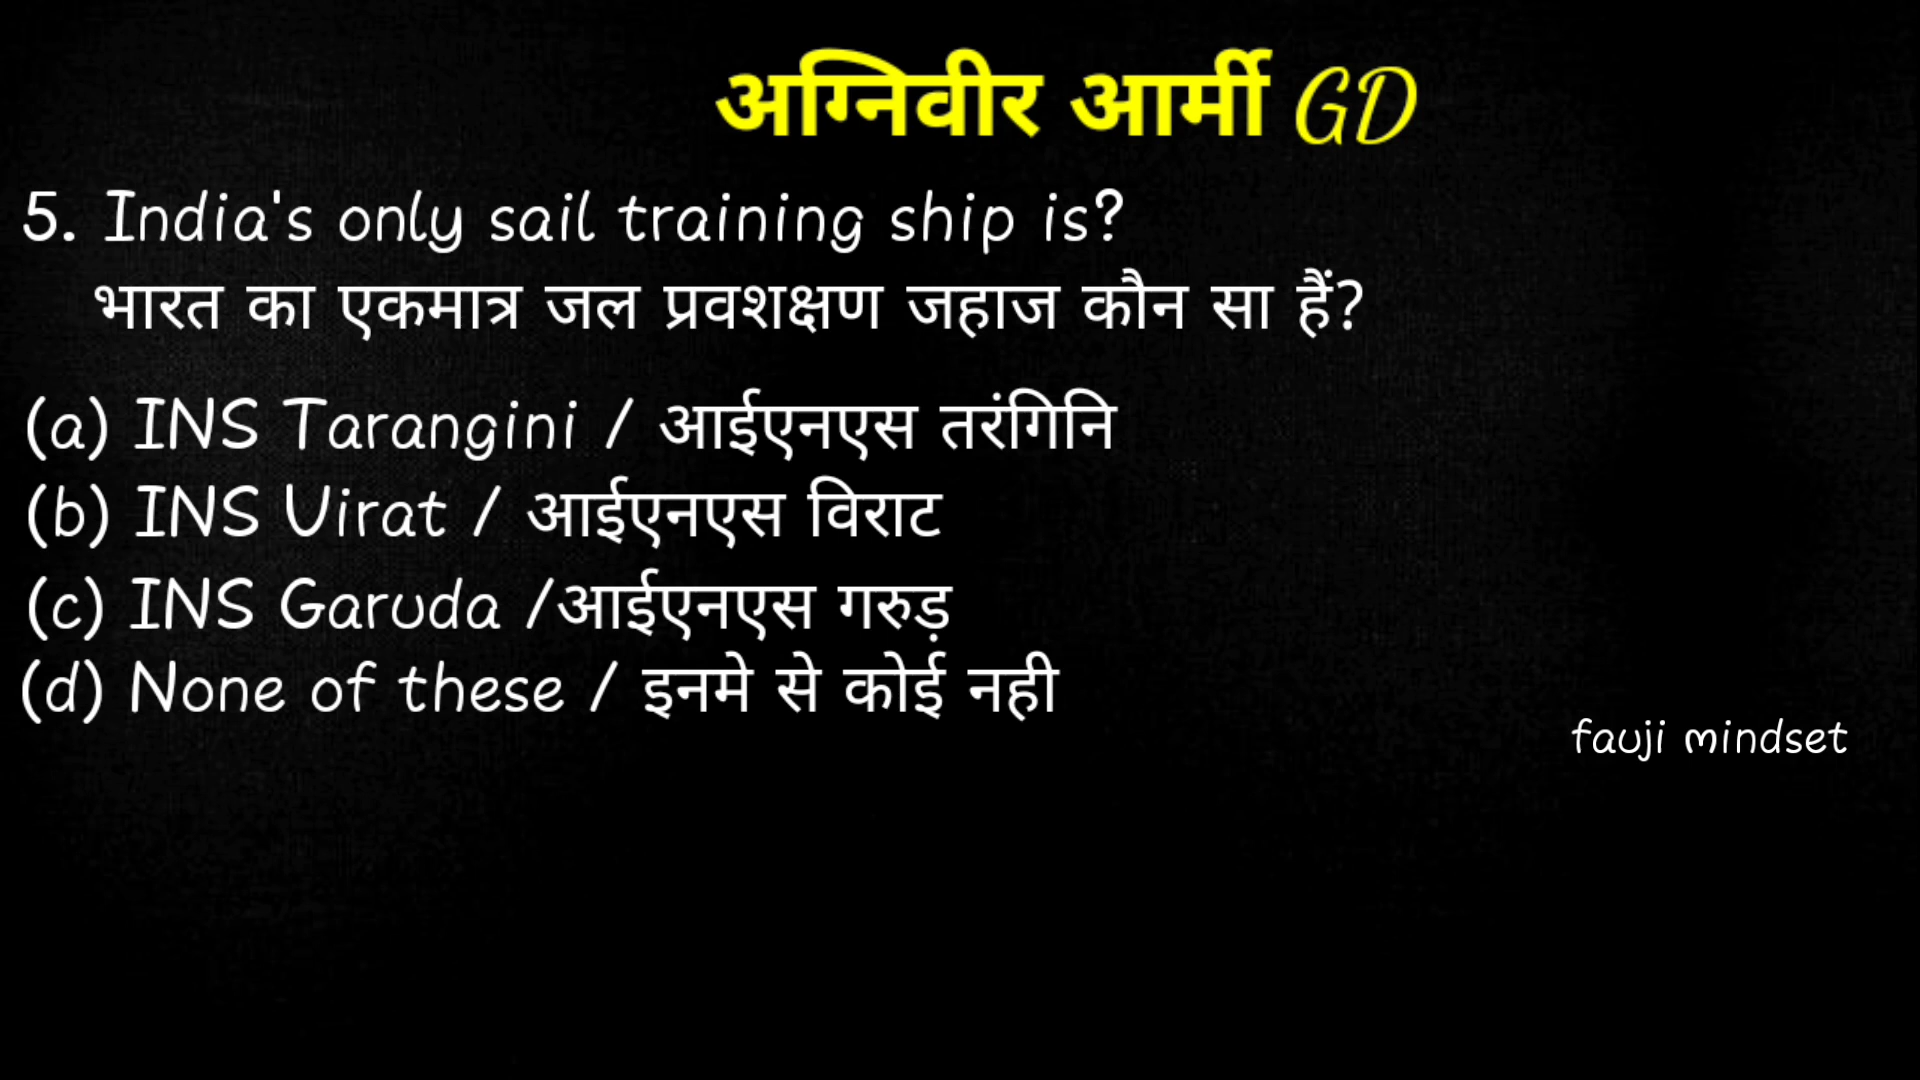 अग्निवीर आर्मी GD
5. India's only sail training ship is?
भारत का एकमात्र जल प्रवशक्षण जहाज कौन सा हैं?
(a) INS Tarangini / आईएनएस तरंगिनि
(b) INS Virat / आईएनएस विराट
(c) INS Garuda /आईएनएस गरुड़
(d) None of these / इनमे से कोई नही
fauji mindset